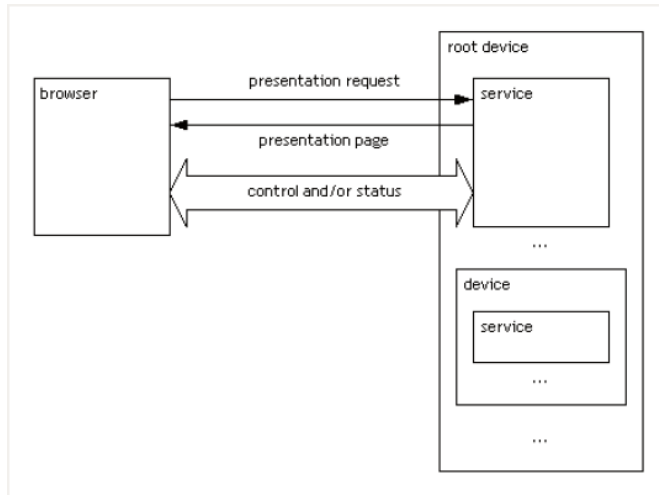 root device
browser
presentation request
service
presentation page
control and/or status
...
device
service
...
...